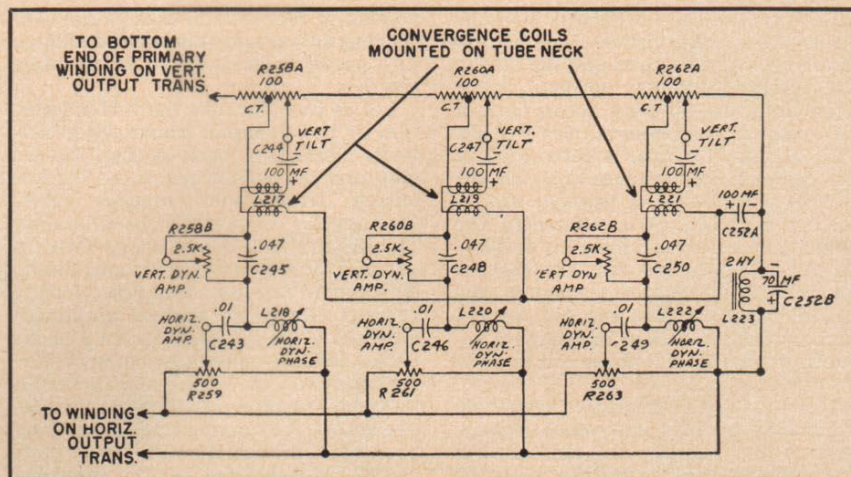 TO BOTTOM
END OF PRIMARY
WINDING ON VERT.
OUTPUT TRANS.
CONVERGENCE COILS
MOUNTED ON TUBE NECK
R258A
100
C.T.
R260A
100
C.T
R262A
100
C.T
VERT
TILT
C244
100 MF
L217
VERT.
TILT
C247
100 MF
L219
VERT.
TILT
100 MF
L221
100 MF
C252A
R258B
2.5K
VERT. DYN.
AMP.
.047
C245
R260B
2.5K
VERT. DYN.
AMP.
.047
C248
R262B
2.5K
VERT DYN
AMP.
.047
C250
2HY
L223
70 MF
C252B
HORIZ.
DYN.
AMP.
.01
C243
L218
HORIZ
DYN.
PHASE
500
R259
HORIZ
DYN.
AMP.
.01
C246
L220
HORIZ.
DYN.
PHASE
500
R261
HORIZ.
DYN.
AMP.
.01
L222
HORIZ.
DYN.
PHASE
500
R263
TO WINDING
ON HORIZ.
OUTPUT
TRANS.